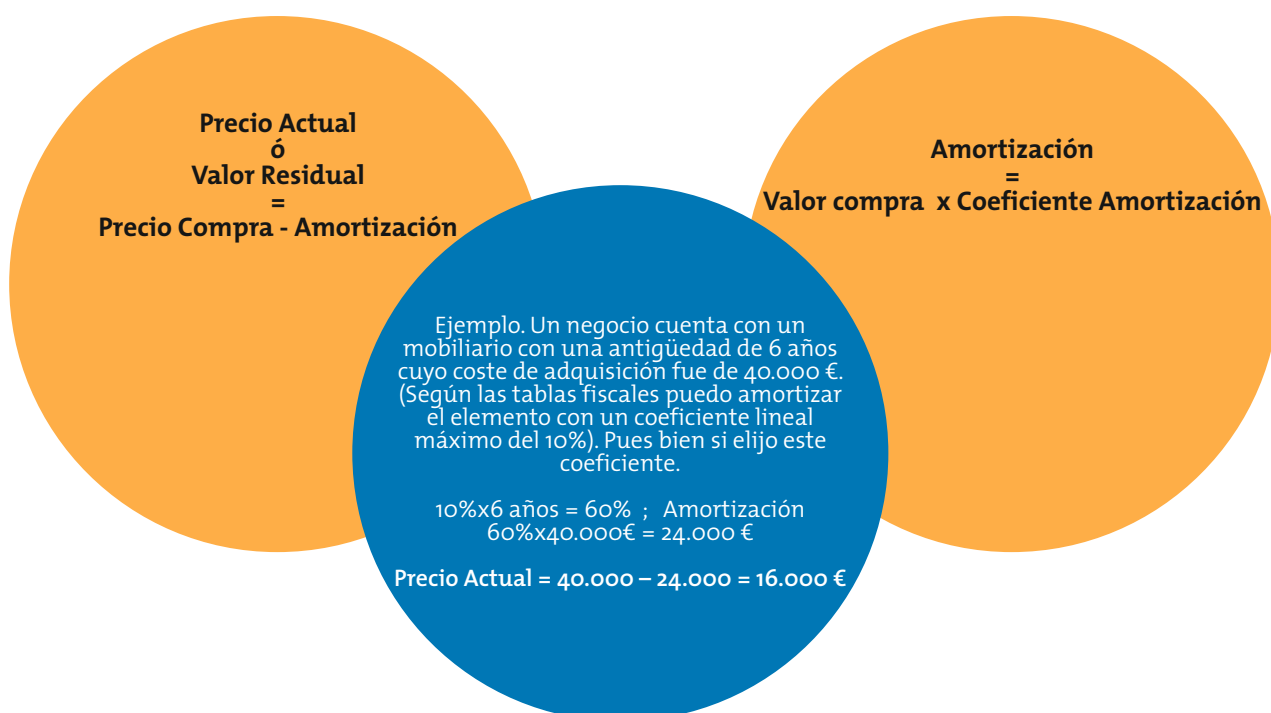 Precio Actual
ó
Valor Residual
=
Precio Compra - Amortización
Amortización
=
Valor compra x Coeficiente Amortización
Ejemplo. Un negocio cuenta con un
mobiliario con una antigüedad de 6 años
cuyo coste de adquisición fue de 40.000 €.
(Según las tablas fiscales puedo amortizar
el elemento con un coeficiente lineal
máximo del 10%). Pues bien si elijo este
coeficiente.
10%x6 años = 60% ; Amortización
60%x40.000€ = 24.000 €
Precio Actual = 40.000 – 24.000 = 16.000 €